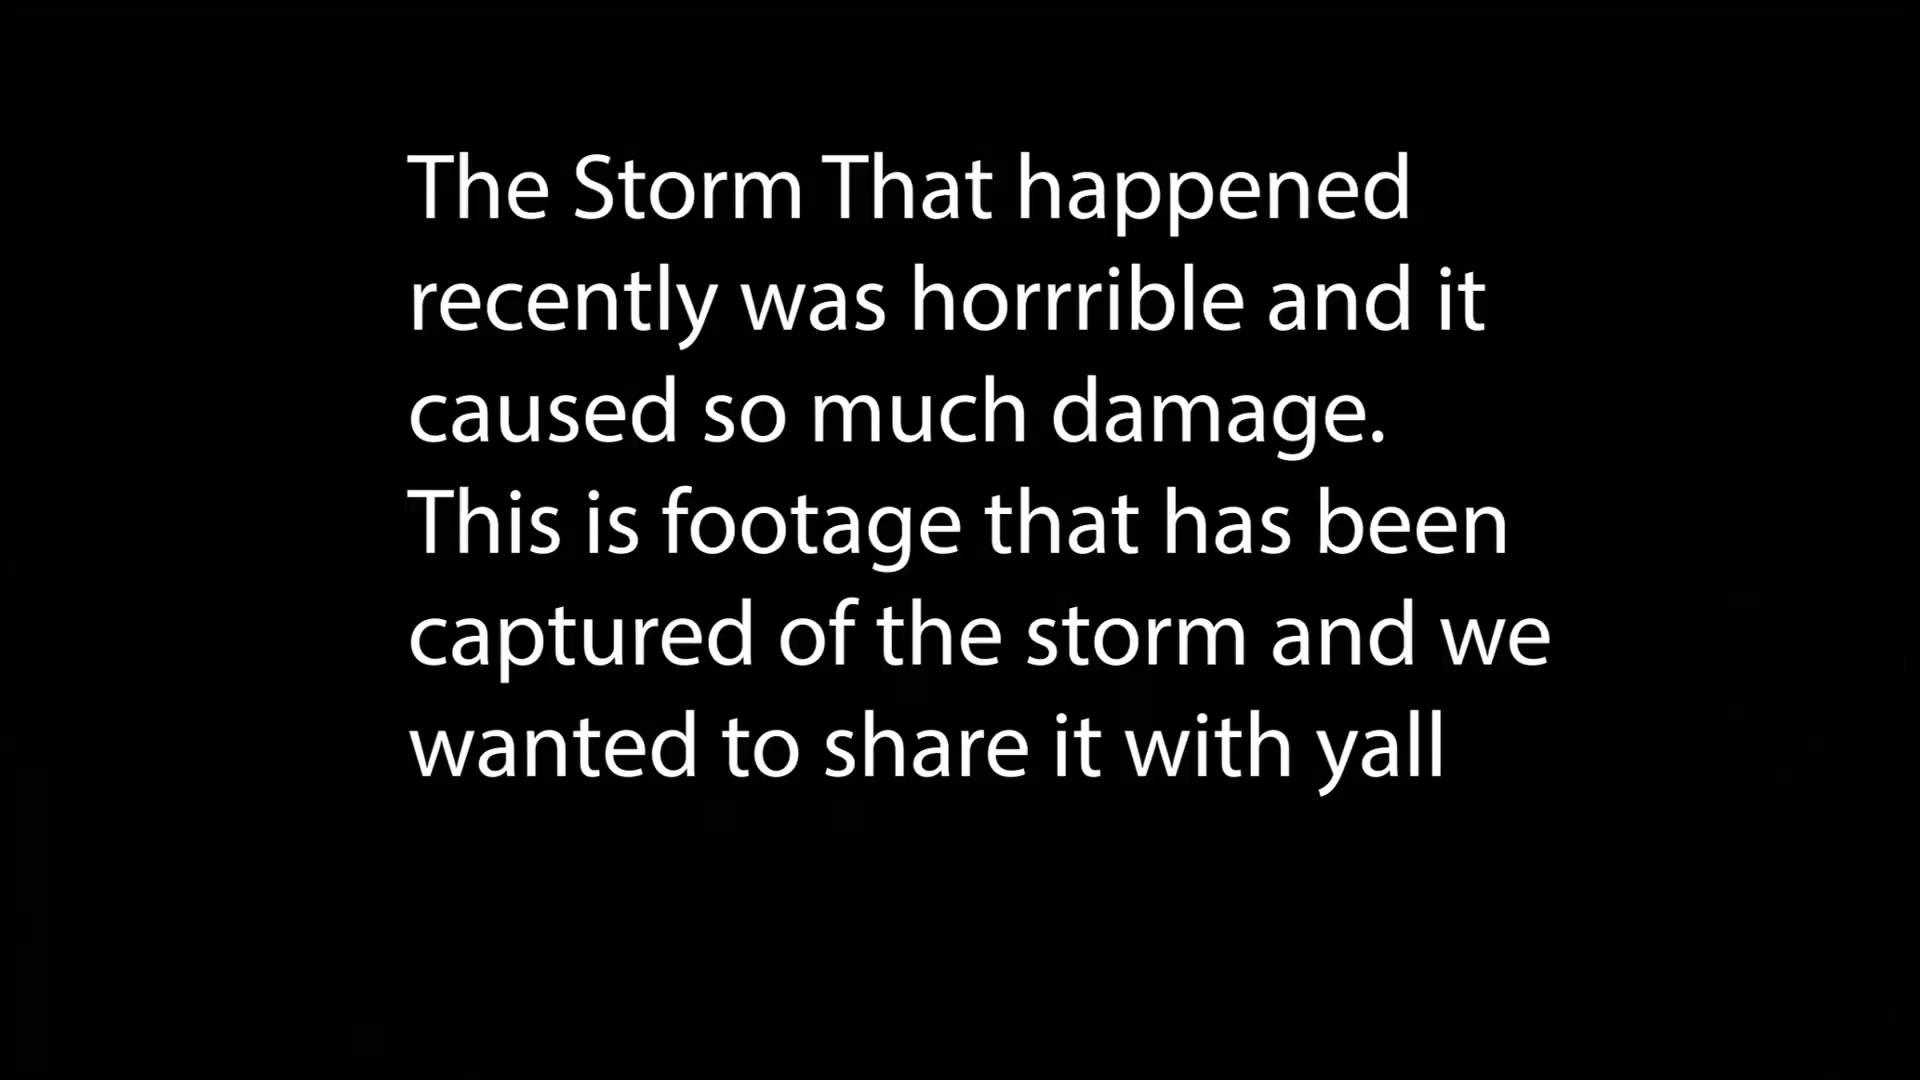 The Storm That happened
recently was horrrible and it
caused so much damage.
This is footage that has been
captured of the storm and we
wanted to share it with yall